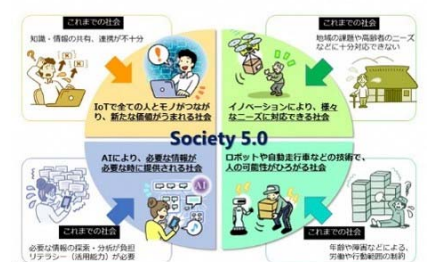 これまでの社会
知識・情報の共有、連携が不十分
IoTで全ての人とモノがつなが
り、新たな価値がうまれる社会
これまでの社会
地域の課題や高齢者のニーズ
などに十分対応できない
イノベーションにより、様々
なニーズに対応できる社会
Society 5.0
AIにより、必要な情報が
必要な時に提供される社会
AI
これまでの社会
必要な情報の探索・分析が負担
リテラシー（活用能力）が必要
ロボットや自動走行車などの技術で、
人の可能性がひろがる社会
これまでの社会
年齢や障害などによる、
労働や行動範囲の制約